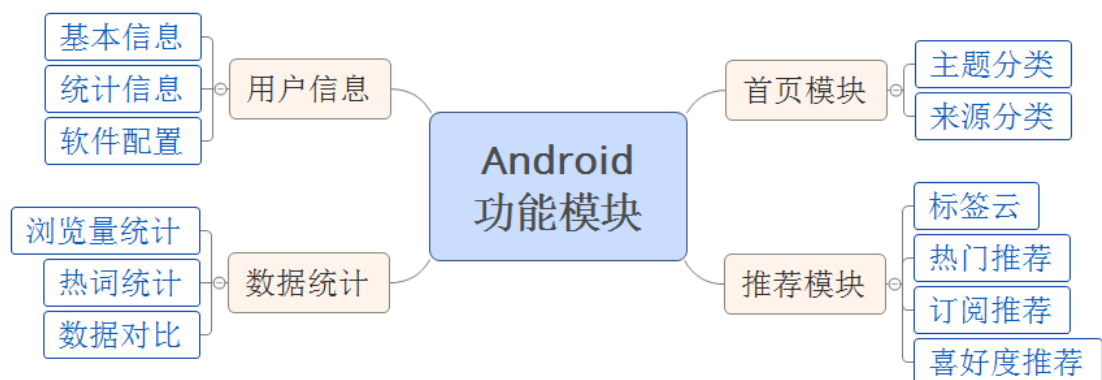 Android
功能模块
用户信息
基本信息
统计信息
软件配置
数据统计
浏览量统计
热词统计
数据对比
首页模块
主题分类
来源分类
推荐模块
标签云
热门推荐
订阅推荐
喜好度推荐